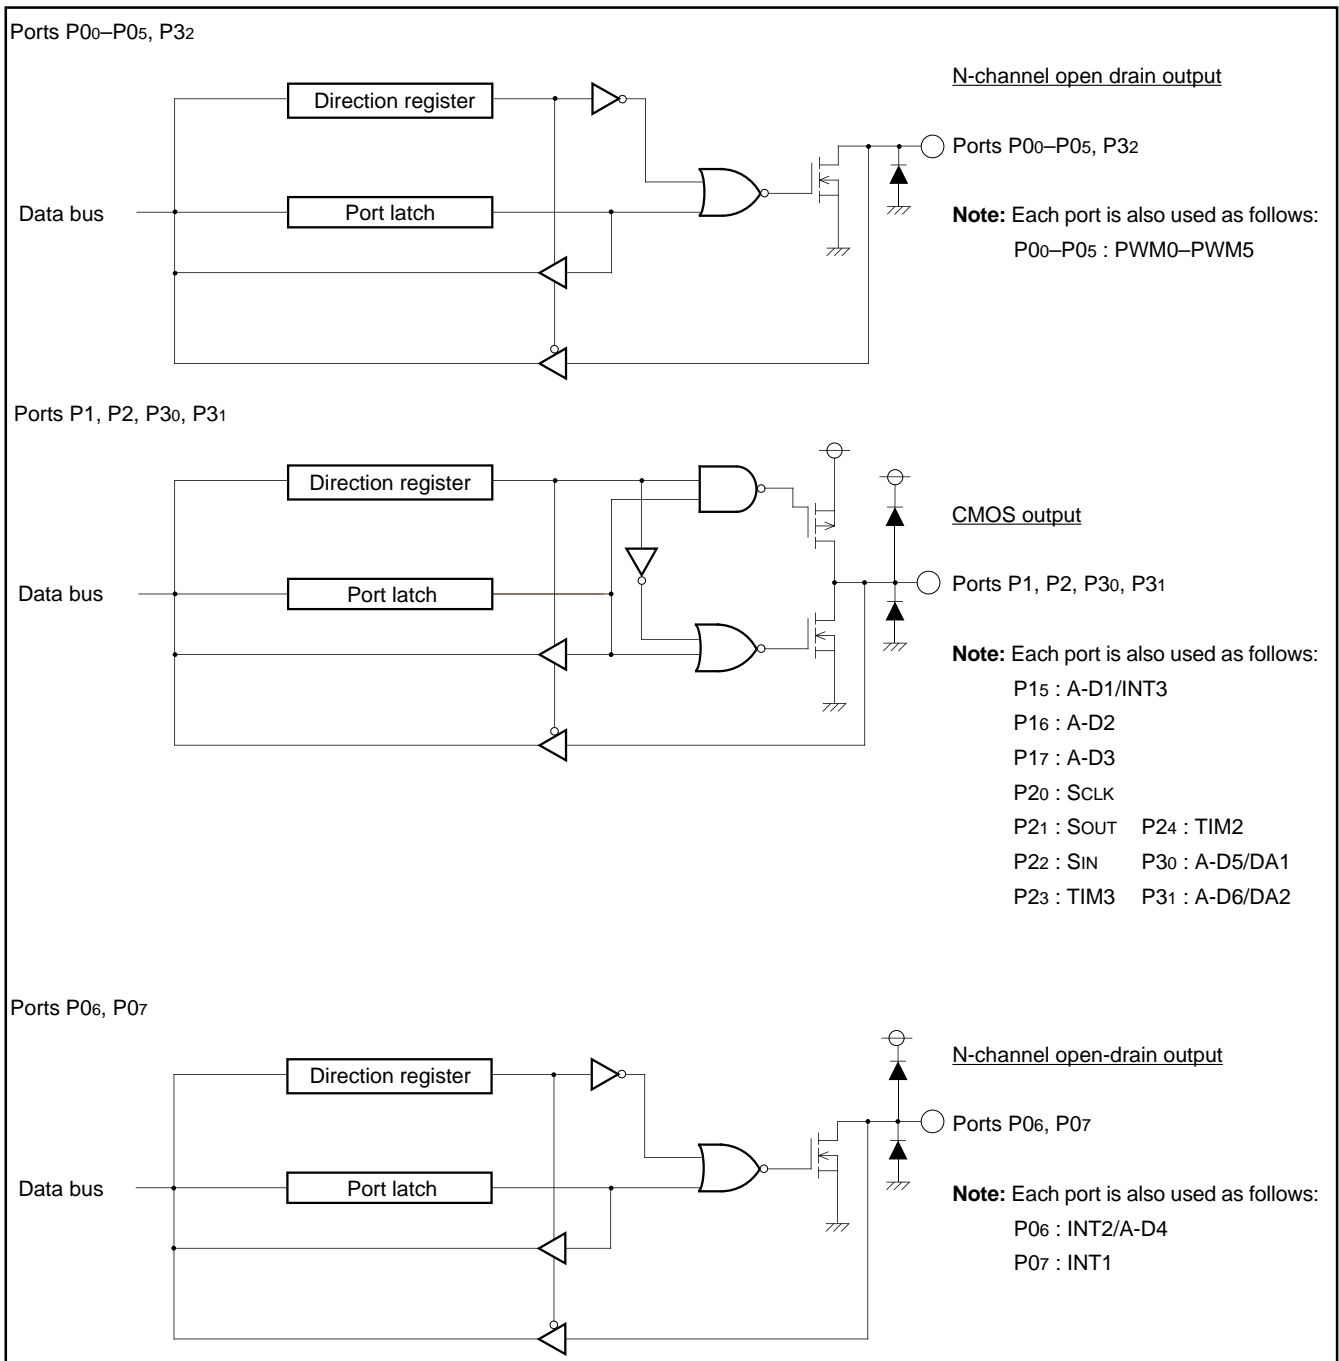 Ports P00–P05, P32
N-channel open drain output
Direction register
Ports P00–P05, P32
Data bus
Port latch
Note: Each port is also used as follows:
P00–P05 : PWM0–PWM5
Ports P1, P2, P30, P31
Direction register
CMOS output
Data bus
Port latch
Ports P1, P2, P30, P31
Note: Each port is also used as follows:
P15 : A-D1/INT3
P16 : A-D2
P17 : A-D3
P20 : SCLK
P21 : SOUT P24 : TIM2
P22 : SIN P30 : A-D5/DA1
P23 : TIM3 P31 : A-D6/DA2
Ports P06, P07
N-channel open-drain output
Direction register
Ports P06, P07
Data bus
Port latch
Note: Each port is also used as follows:
P06 : INT2/A-D4
P07 : INT1